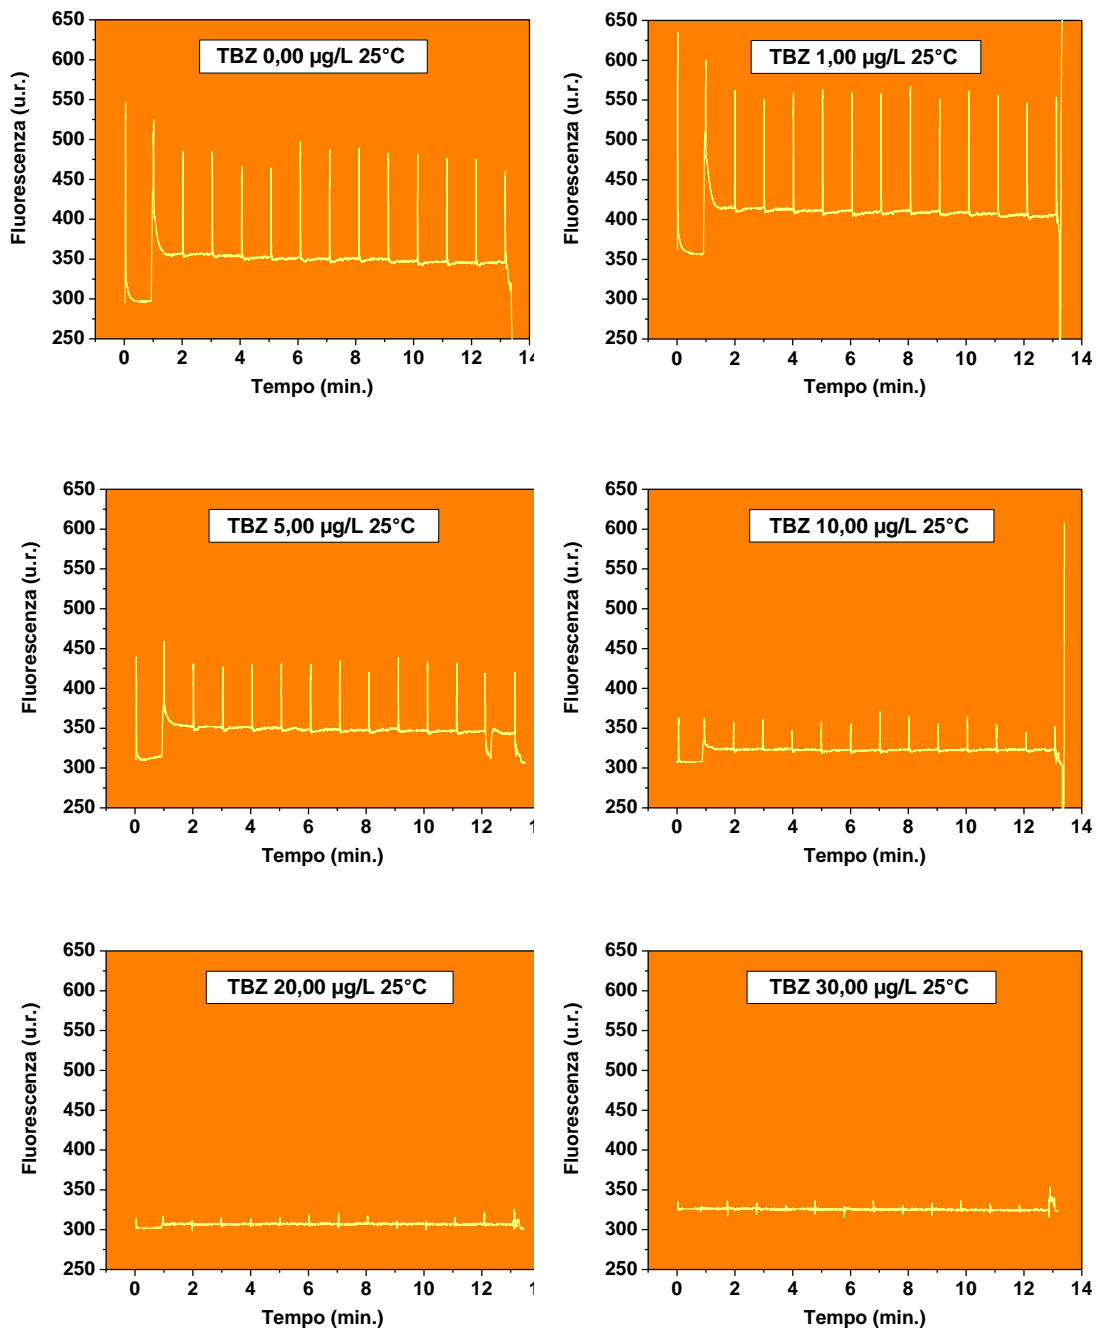 650
600
550
500
450
400
350
300
250
Fluorescenza (u.r.)
TBZ 0,00 µg/L 25°C
0 2 4 6 8 10 12 14
Tempo (min.)
650
600
550
500
450
400
350
300
250
Fluorescenza (u.r.)
TBZ 1,00 µg/L 25°C
0 2 4 6 8 10 12 14
Tempo (min.)
650
600
550
500
450
400
350
300
250
Fluorescenza (u.r.)
TBZ 5,00 µg/L 25°C
0 2 4 6 8 10 12 1
Tempo (min.)
650
600
550
500
450
400
350
300
250
Fluorescenza (u.r.)
TBZ 10,00 µg/L 25°C
0 2 4 6 8 10 12 14
Tempo (min.)
650
600
550
500
450
400
350
300
250
Fluorescenza (u.r.)
TBZ 20,00 µg/L 25°C
0 2 4 6 8 10 12 1
Tempo (min.)
650
600
550
500
450
400
350
300
250
Fluorescenza (u.r.)
TBZ 30,00 µg/L 25°C
0 2 4 6 8 10 12 14
Tempo (min.)